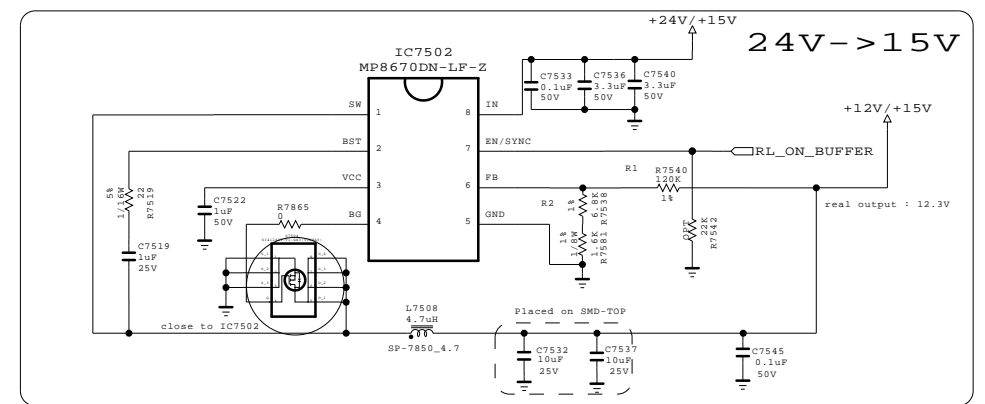 +24V/+15V
24V->15V
IC7502
MP8670DN-LF-Z
C7533
0.1uF
50V
C7536
3.3uF
50V
C7540
3.3uF
50V
+12V/+15V
SW
1
8
IN
BST
2
7
EN/SYNC
RL_ON_BUFFER
VCC
3
6
FB
BG
4
5
GND
R1
R7540
120K
1%
R2
1%
6.8K
R7538
1%
1/8W
1.6K
R7581
OPT
22K
R7542
real output : 12.3V
5%
1/16W
22
R7519
C7522
1uF
50V
R7865
0
C7519
1uF
25V
close to IC7502
L7508
4.7uH
SP-7850_4.7
Placed on SMD-TOP
C7532
10uF
25V
C7537
10uF
25V
C7545
0.1uF
50V